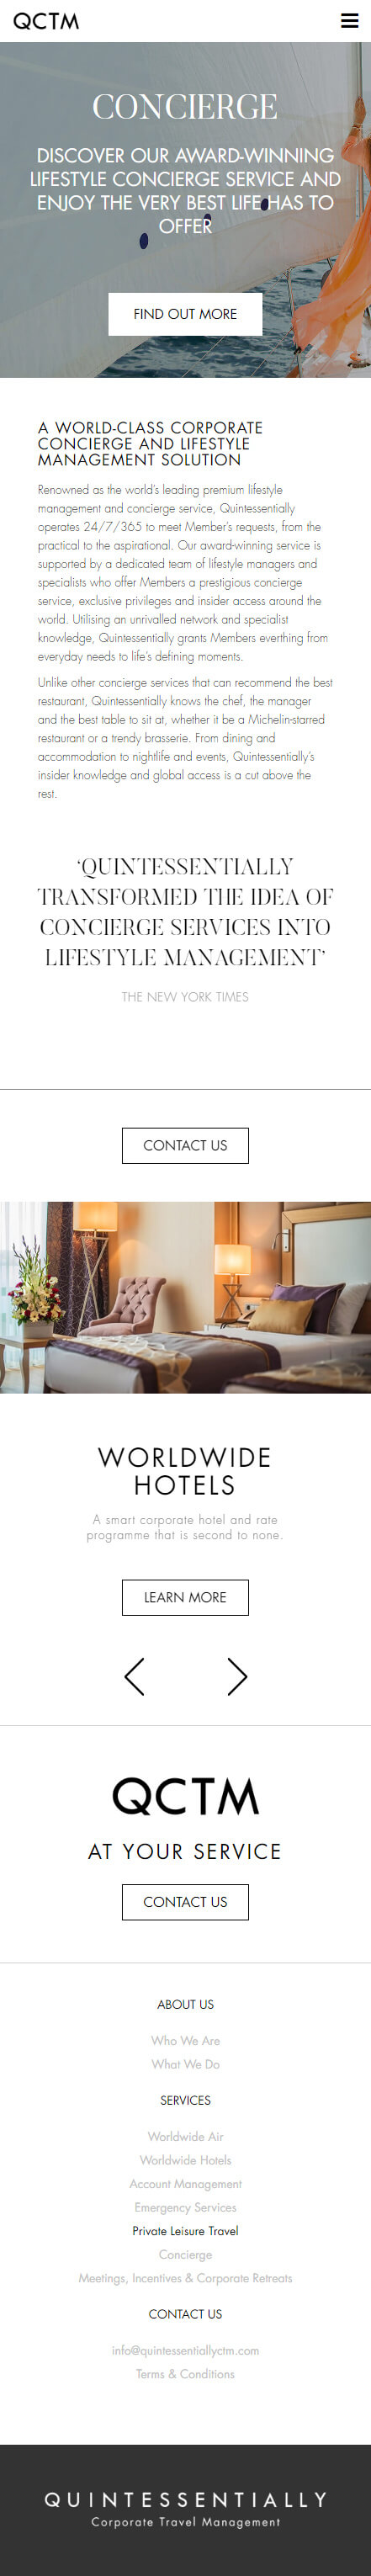 QCTM
CONCIERGE
DISCOVER OUR AWARD-WINNING
LIFESTYLE CONCIERGE SERVICE AND
ENJOY THE VERY BEST LIFE HAS TO
OFFER
FIND OUT MORE
A WORLD-CLASS CORPORATE
CONCIERGE AND LIFESTYLE
MANAGEMENT SOLUTION
Renowned as the world's leading premium lifestyle
management and concierge service, Quintessentially
operates 24/7/365 to meet Member's requests, from the
practical to the aspirational. Our award-winning service is
supported by a dedicated team of lifestyle managers and
specialists who offer Members a prestigious concierge
service, exclusive privileges and insider access around the
world. Utilising an unrivalled network and specialist
knowledge, Quintessentially grants Members everthing from
everyday needs to life's defining moments.
Unlike other concierge services that can recommend the best
restaurant, Quintessentially knows the chef, the manager
and the best table to sit at, whether it be a Michelin-starred
restaurant or a trendy brasserie. From dining and
accommodation to nightlife and events, Quintessentially's
insider knowledge and global access is a cut above the
rest.
‘QUINTESSENTIALLY
TRANSFORMED THE IDEA OF
CONCIERGE SERVICES INTO
LIFESTYLE MANAGEMENT’
THE NEW YORK TIMES
CONTACT US
WORLDWIDE
HOTELS
A smart corporate hotel and rate
programme that is second to none.
LEARN MORE
QCTM
AT YOUR SERVICE
CONTACT US
ABOUT US
Who We Are
What We Do
SERVICES
Worldwide Air
Worldwide Hotels
Account Management
Emergency Services
Private Leisure Travel
Concierge
Meetings, Incentives & Corporate Retreats
CONTACT US
info@quintessentiallyctm.com
Terms & Conditions
QUINTESSENTIALLY
Corporate Travel Management